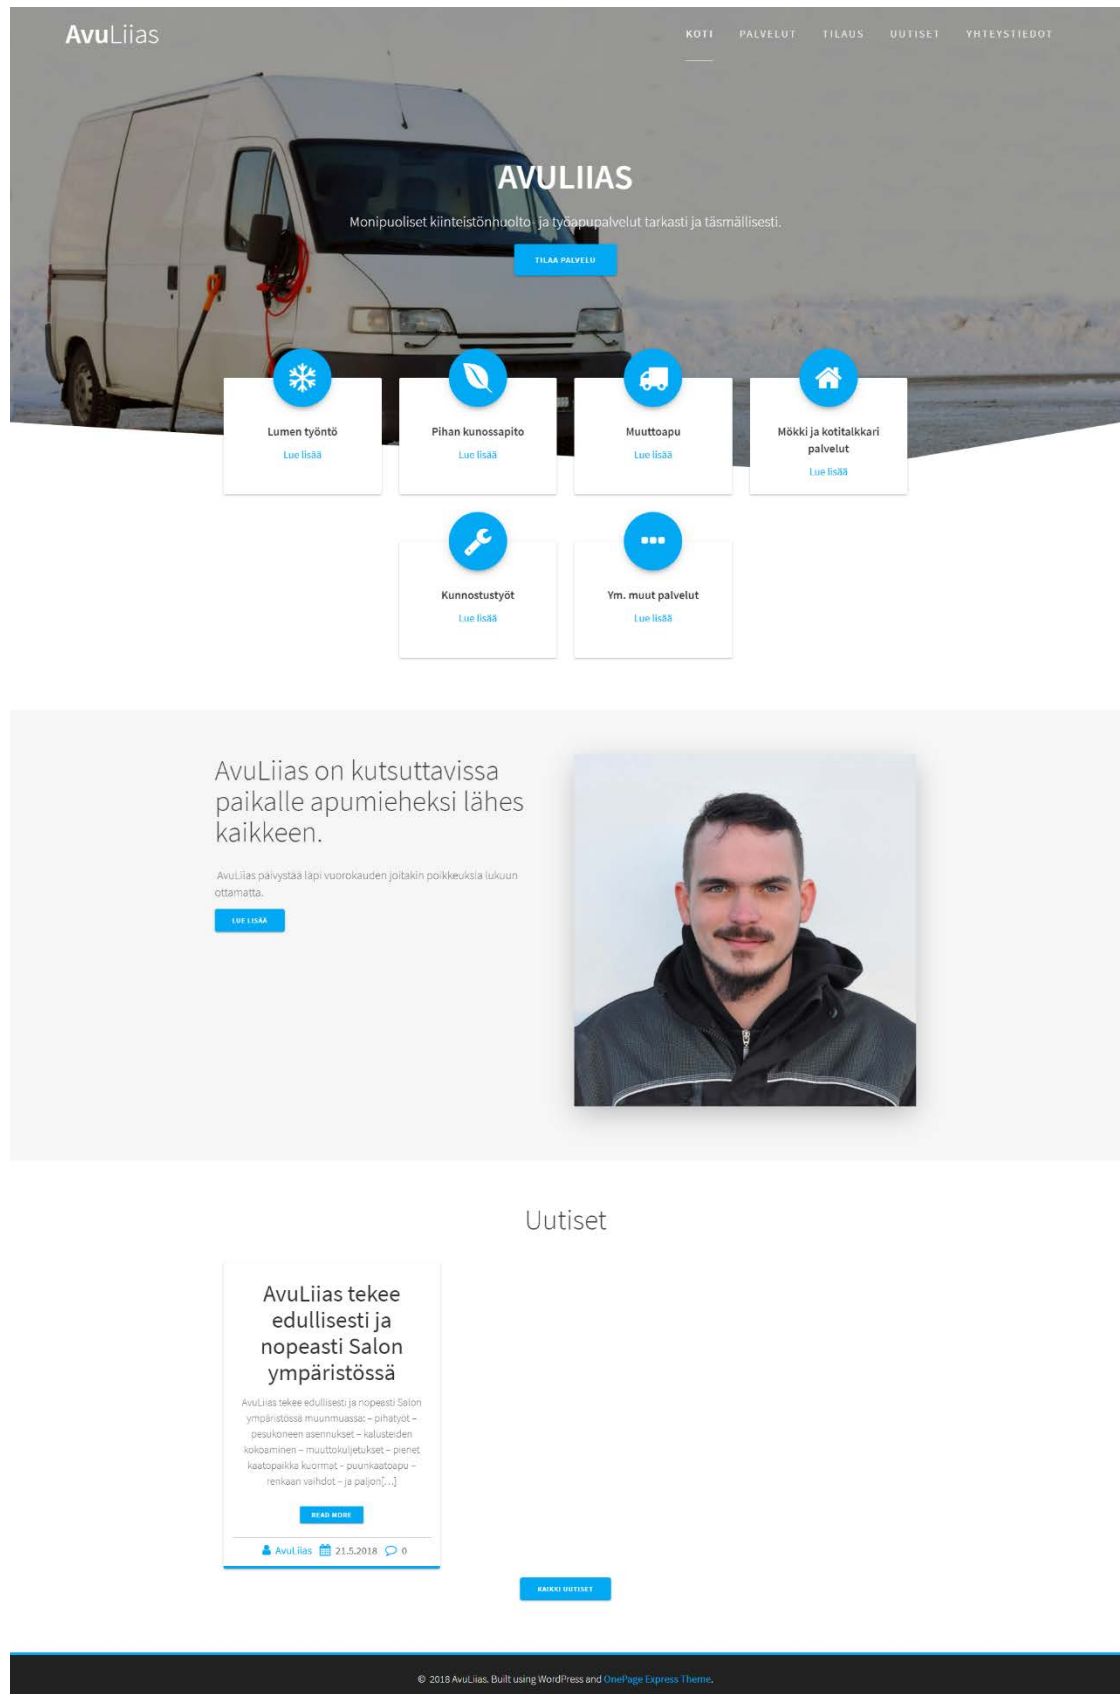 AvuLiias
KOTI PALVELUT TILAUS UUTISET YHTEYSTIEDOT
AVULIIAS
Monipuoliset kiinteistönhuolto- ja työapupalvelut tarkasti ja täsmällisesti.
TILAA PALVELU
Lumen työntö
Lue lisää
Pihan kunossapito
Lue lisää
Muuttoapu
Lue lisää
Mökki ja kotitalkkari
palvelut
Lue lisää
Kunnostustyöt
Lue lisää
Ym. muut palvelut
Lue lisää
AvuLiias on kutsuttavissa
paikalle apumieheksi lähes
kaikkeen.
AvuLiias päivystää läpi vuorokauden joitakin poikkeuksia lukuun
ottamatta.
LUE LISÄÄ
Uutiset
AvuLiias tekee
edullisesti ja
nopeasti Salon
ympäristössä
AvuLiias tekee edullisesti ja nopeasti Salon
ympäristössä muunmuassa: – pihatyöt –
pesukoneen asennukset – kalusteiden
kokoaminen – muuttokuljetukset – pienet
kaatopaikka kuormat – puunkaatoapu –
renkaan vaihdot – ja paljon[…]
READ MORE
AvuLiias 21.5.2018 0
KAIKKI UUTISET
© 2018 AvuLiias. Built using WordPress and OnePage Express Theme.